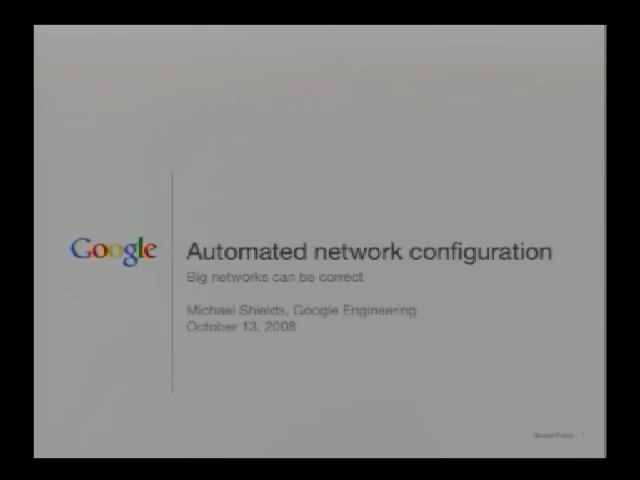 Google
Automated network configuration
Big networks can be correct
Michael Shields, Google Engineering
October 13, 2008